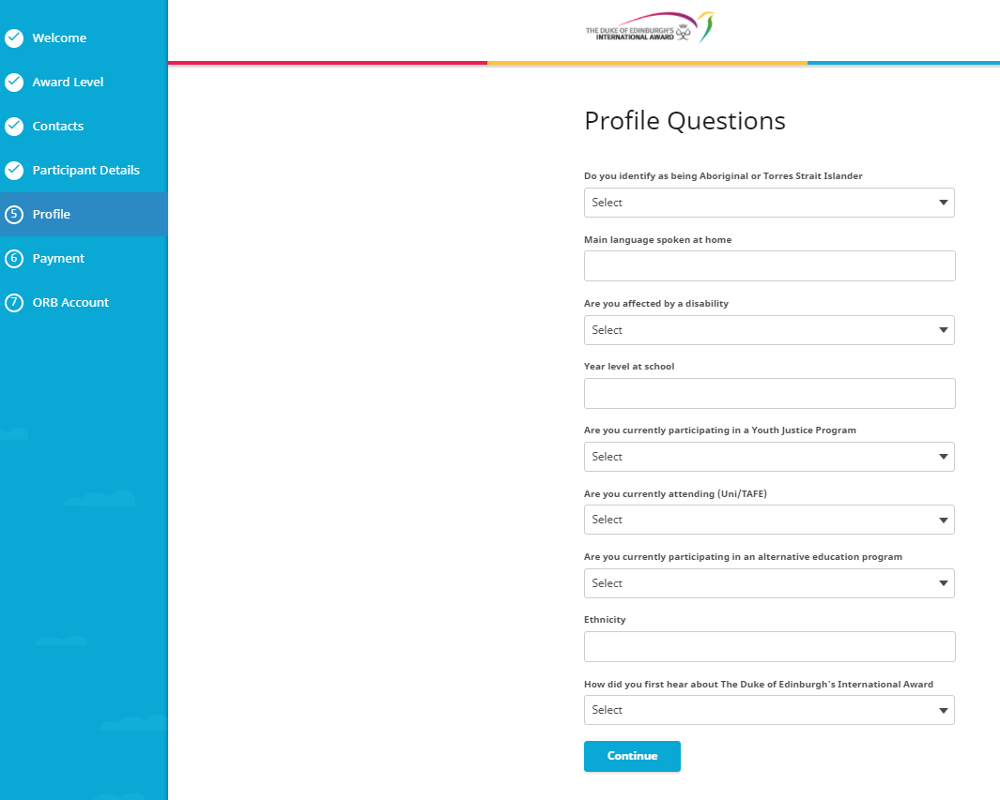 Welcome
Award Level
Contacts
Participant Details
5 Profile
6 Payment
7 ORB Account
THE DUKE OF EDINBURGH'S
INTERNATIONAL AWARD
Profile Questions
Do you identify as being Aboriginal or Torres Strait Islander
Select
Main language spoken at home
Are you affected by a disability
Select
Year level at school
Are you currently participating in a Youth Justice Program
Select
Are you currently attending (Uni/TAFE)
Select
Are you currently participating in an alternative education program
Select
Ethnicity
How did you first hear about The Duke of Edinburgh's International Award
Select
Continue